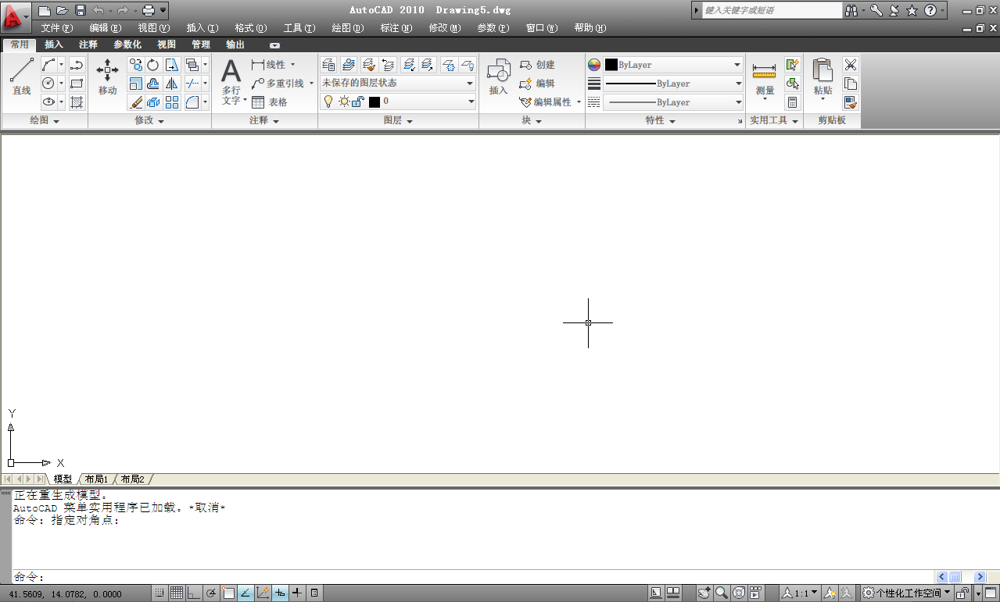 AutoCAD 2010 Drawing5.dwg
键入关键字或短语
文件(F) 编辑(E) 视图(V) 插入(I) 格式(O) 工具(T) 绘图(D) 标注(N) 修改(M) 参数(P) 窗口(W) 帮助(H)
常用 插入 注释 参数化 视图 管理 输出
直线
移动
A
多行
文字
线性
多重引线
表格
未保存的图层状态
0
插入
创建
编辑
编辑属性
ByLayer
ByLayer
ByLayer
测量
粘贴
绘图 修改 注释 图层 块 特性 实用工具 剪贴板
Y
X
模型 布局1 布局2
正在重生成模型。
AutoCAD 菜单实用程序已加载。*取消*
命令: 指定对角点:
命令:
41.5609, 14.0782, 0.0000
1:1
个性化工作空间